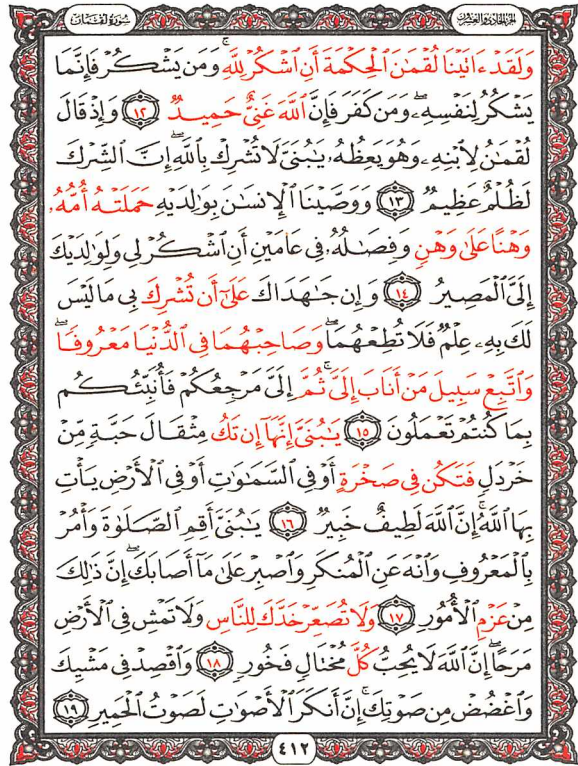 الجزء الحادي والعشرون
سورة لقمان
وَلَقَدْ ءَاتَيْنَا لُقْمَٰنَ ٱلْحِكْمَةَ أَنِ ٱشْكُرْ لِلَّهِ ۚ وَمَن يَشْكُرْ فَإِنَّمَا
يَشْكُرُ لِنَفْسِهِۦ ۖ وَمَن كَفَرَ فَإِنَّ ٱللَّهَ غَنِىٌّ حَمِيدٌ ١٢ وَإِذْ قَالَ
لُقْمَٰنُ لِٱبْنِهِۦ وَهُوَ يَعِظُهُۥ يَٰبُنَىَّ لَا تُشْرِكْ بِٱللَّهِ ۖ إِنَّ ٱلشِّرْكَ
لَظُلْمٌ عَظِيمٌ ١٣ وَوَصَّيْنَا ٱلْإِنسَٰنَ بِوَٰلِدَيْهِ حَمَلَتْهُ أُمُّهُۥ
وَهْنًا عَلَىٰ وَهْنٍ وَفِصَٰلُهُۥ فِى عَامَيْنِ أَنِ ٱشْكُرْ لِى وَلِوَٰلِدَيْكَ
إِلَىَّ ٱلْمَصِيرُ ١٤ وَإِن جَٰهَدَاكَ عَلَىٰٓ أَن تُشْرِكَ بِى مَا لَيْسَ
لَكَ بِهِۦ عِلْمٌ فَلَا تُطِعْهُمَا ۖ وَصَاحِبْهُمَا فِى ٱلدُّنْيَا مَعْرُوفًا ۖ
وَٱتَّبِعْ سَبِيلَ مَنْ أَنَابَ إِلَىَّ ۚ ثُمَّ إِلَىَّ مَرْجِعُكُمْ فَأُنَبِّئُكُم
بِمَا كُنتُمْ تَعْمَلُونَ ١٥ يَٰبُنَىَّ إِنَّهَآ إِن تَكُ مِثْقَالَ حَبَّةٍ مِّنْ
خَرْدَلٍ فَتَكُن فِى صَخْرَةٍ أَوْ فِى ٱلسَّمَٰوَٰتِ أَوْ فِى ٱلْأَرْضِ يَأْتِ
بِهَا ٱللَّهُ ۚ إِنَّ ٱللَّهَ لَطِيفٌ خَبِيرٌ ١٦ يَٰبُنَىَّ أَقِمِ ٱلصَّلَوٰةَ وَأْمُرْ
بِٱلْمَعْرُوفِ وَٱنْهَ عَنِ ٱلْمُنكَرِ وَٱصْبِرْ عَلَىٰ مَآ أَصَابَكَ ۖ إِنَّ ذَٰلِكَ
مِنْ عَزْمِ ٱلْأُمُورِ ١٧ وَلَا تُصَعِّرْ خَدَّكَ لِلنَّاسِ وَلَا تَمْشِ فِى ٱلْأَرْضِ
مَرَحًا ۖ إِنَّ ٱللَّهَ لَا يُحِبُّ كُلَّ مُخْتَالٍ فَخُورٍ ١٨ وَٱقْصِدْ فِى مَشْيِكَ
وَٱغْضُضْ مِن صَوْتِكَ ۚ إِنَّ أَنكَرَ ٱلْأَصْوَٰتِ لَصَوْتُ ٱلْحَمِيرِ ١٩
٤١٢